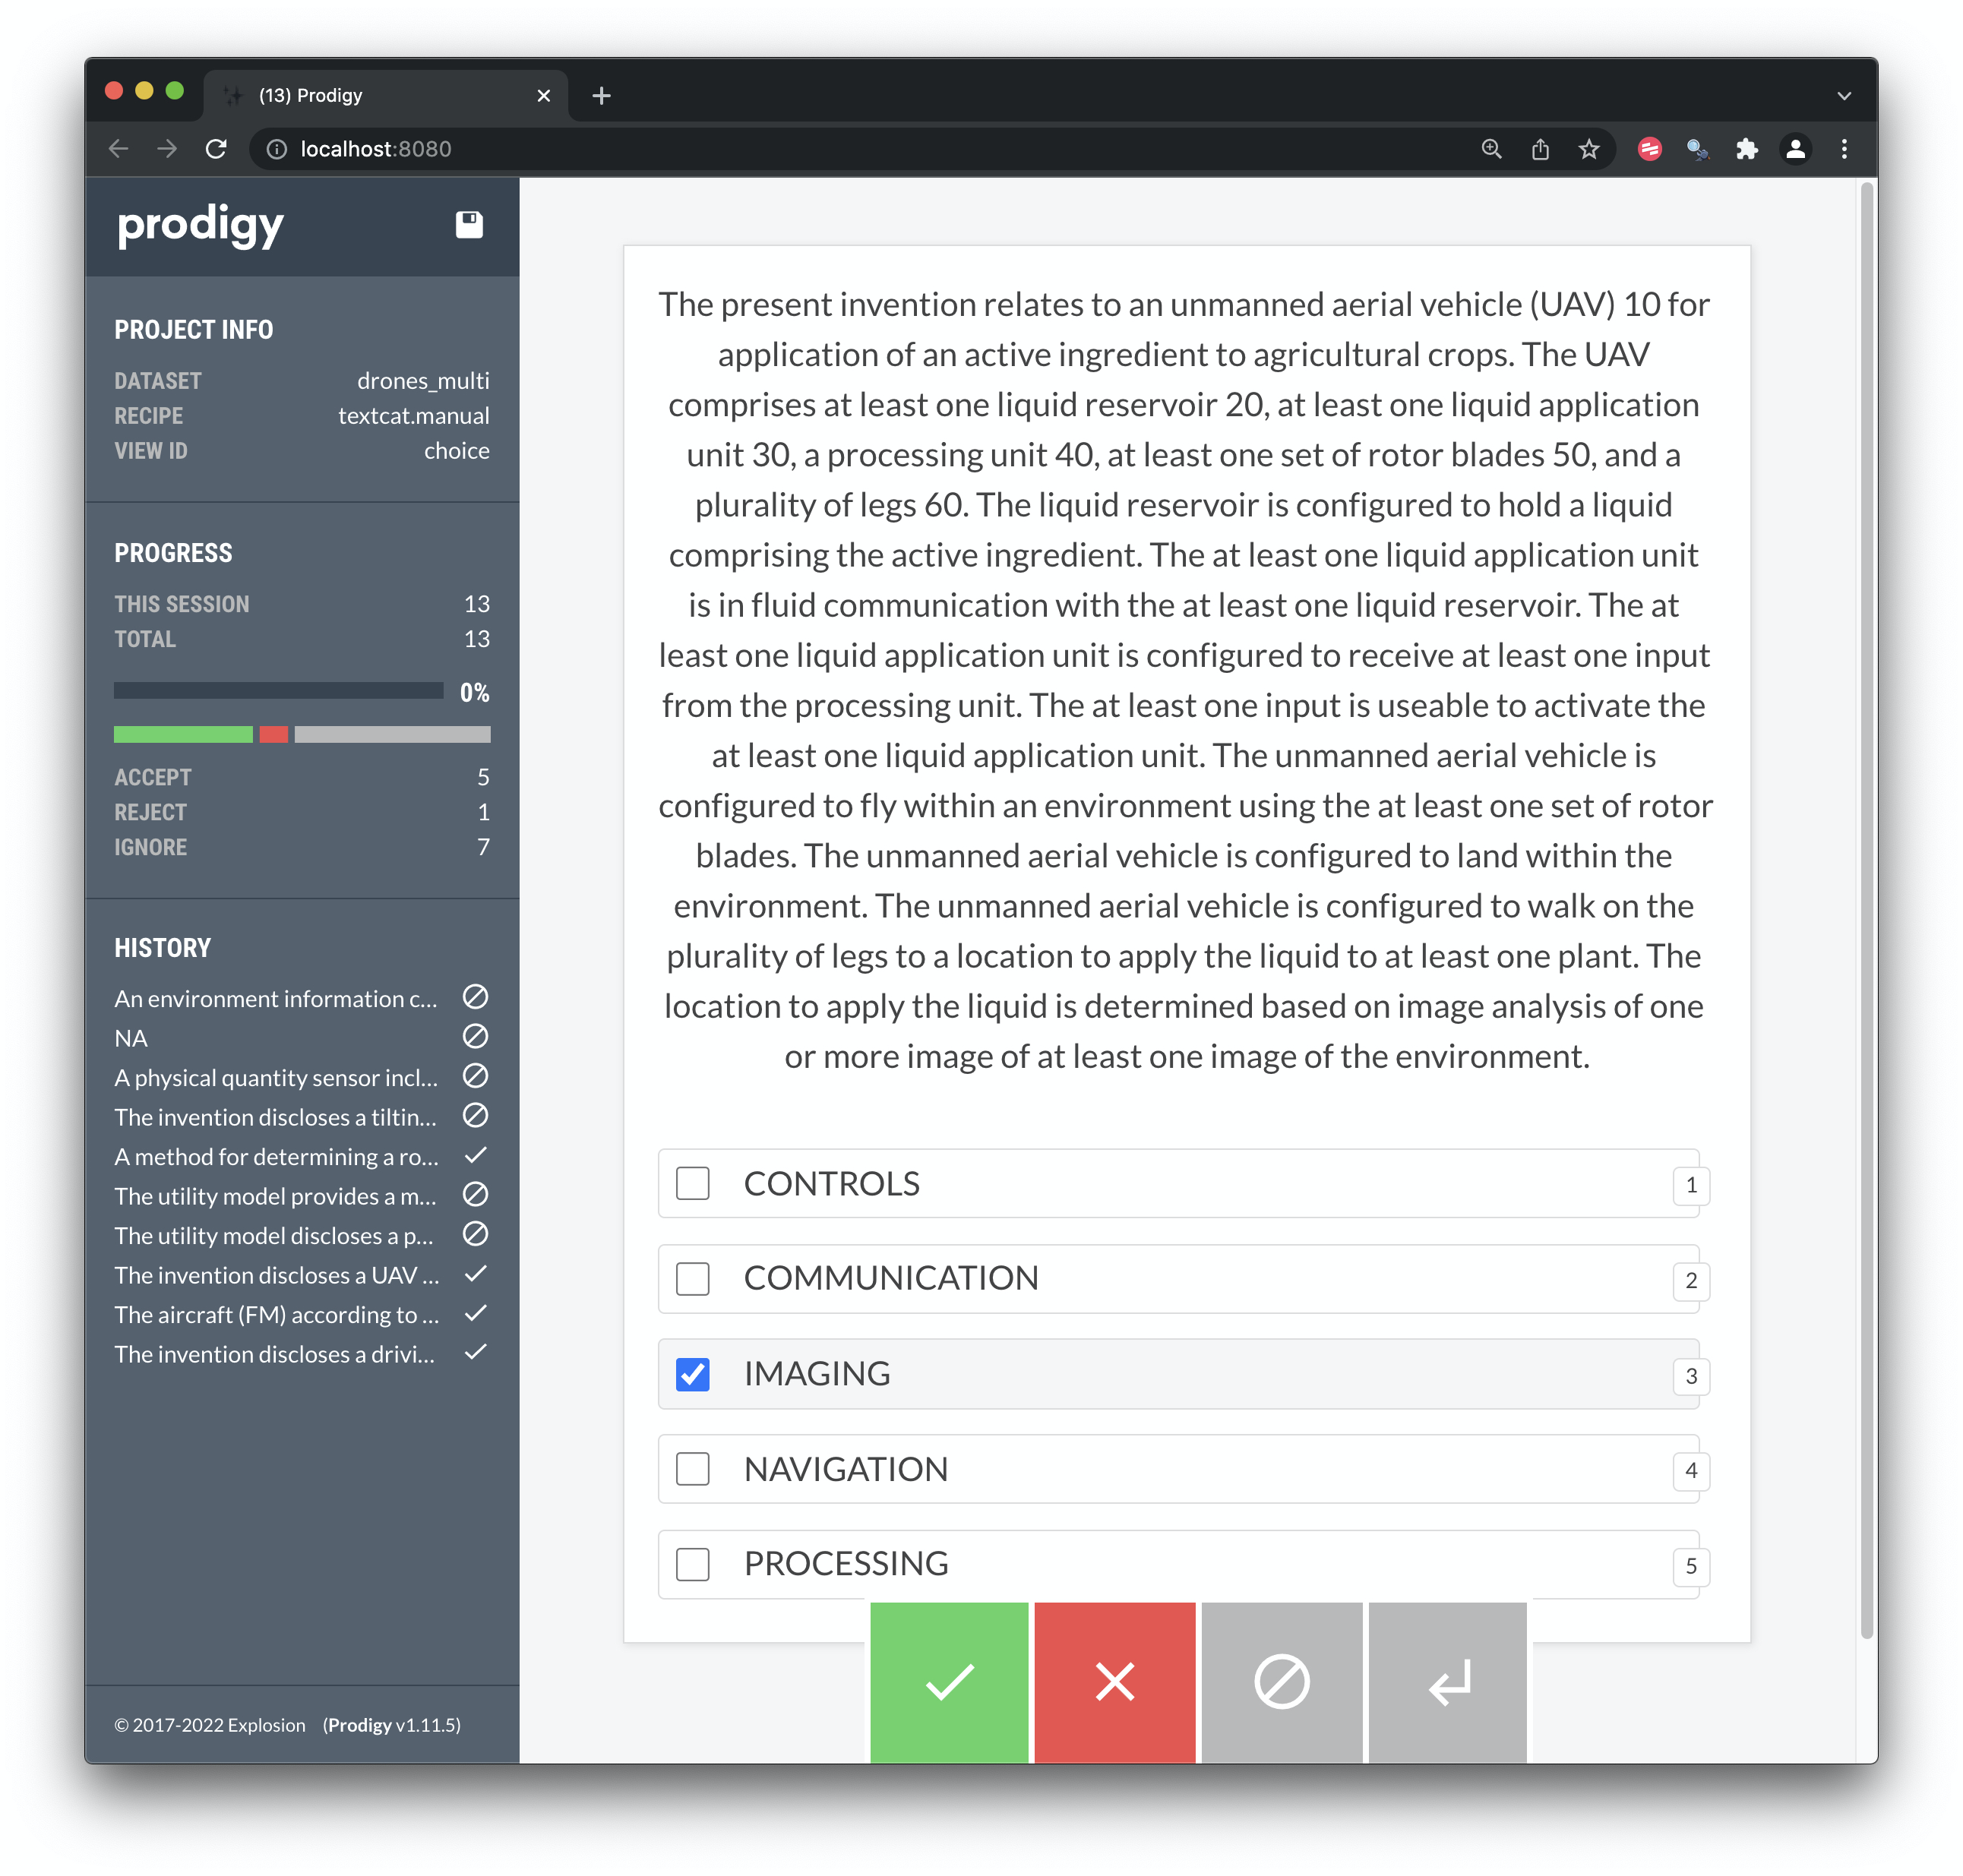 (13) Prodigy
localhost:8080
prodigy
PROJECT INFO
DATASET drones_multi
RECIPE textcat.manual
VIEW ID choice
PROGRESS
THIS SESSION 13
TOTAL 13
0%
ACCEPT 5
REJECT 1
IGNORE 7
HISTORY
An environment information c...
NA
A physical quantity sensor incl...
The invention discloses a tiltin...
A method for determining a ro...
The utility model provides a m...
The utility model discloses a p...
The invention discloses a UAV ...
The aircraft (FM) according to ...
The invention discloses a drivi...
© 2017-2022 Explosion (Prodigy v1.11.5)
The present invention relates to an unmanned aerial vehicle (UAV) 10 for
application of an active ingredient to agricultural crops. The UAV
comprises at least one liquid reservoir 20, at least one liquid application
unit 30, a processing unit 40, at least one set of rotor blades 50, and a
plurality of legs 60. The liquid reservoir is configured to hold a liquid
comprising the active ingredient. The at least one liquid application unit
is in fluid communication with the at least one liquid reservoir. The at
least one liquid application unit is configured to receive at least one input
from the processing unit. The at least one input is useable to activate the
at least one liquid application unit. The unmanned aerial vehicle is
configured to fly within an environment using the at least one set of rotor
blades. The unmanned aerial vehicle is configured to land within the
environment. The unmanned aerial vehicle is configured to walk on the
plurality of legs to a location to apply the liquid to at least one plant. The
location to apply the liquid is determined based on image analysis of one
or more image of at least one image of the environment.
CONTROLS 1
COMMUNICATION 2
IMAGING 3
NAVIGATION 4
PROCESSING 5